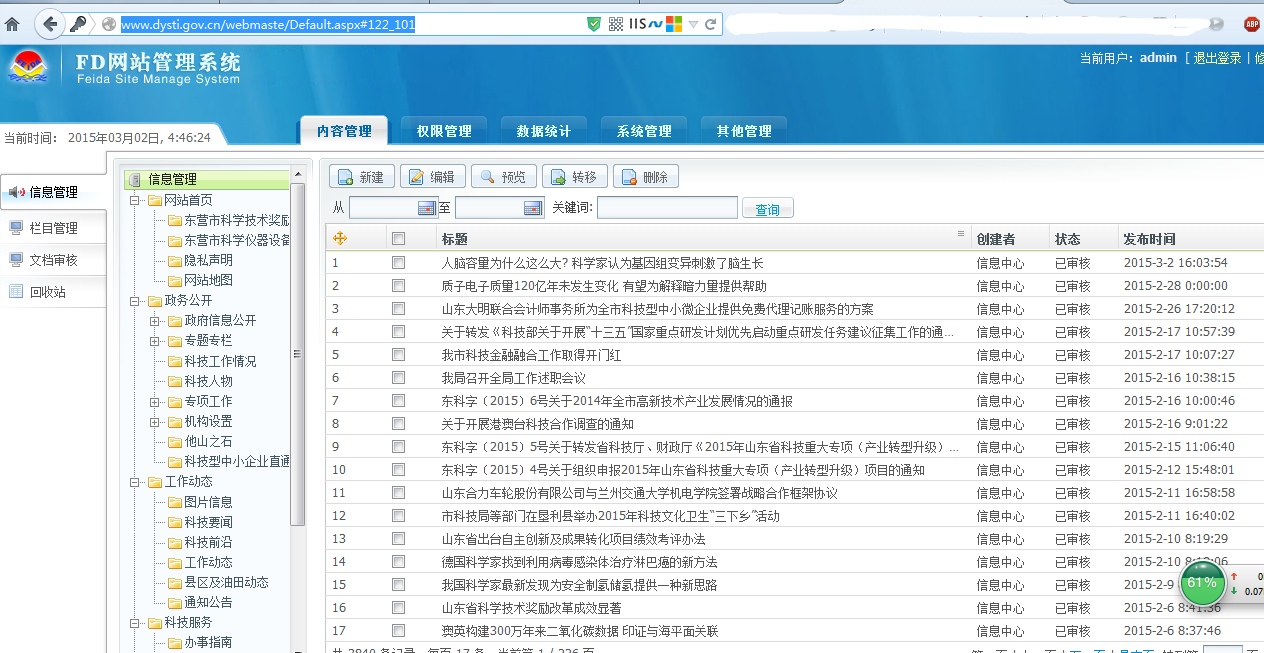 www.dysti.gov.cn/webmaste/Default.aspx#122_101
IIS
ABP
FD网站管理系统
Feida Site Manage System
当前用户: admin [ 退出登录 |
当前时间: 2015年03月02日, 4:46:24
内容管理 权限管理 数据统计 系统管理 其他管理
信息管理
栏目管理
文档审核
回收站
信息管理
网站首页
东营市科学技术奖励
东营市科学仪器设备
隐私声明
网站地图
政务公开
政府信息公开
专题专栏
科技工作情况
科技人物
专项工作
机构设置
他山之石
科技型中小企业直通
工作动态
图片信息
科技要闻
科技前沿
工作动态
县区及油田动态
通知公告
科技服务
办事指南
新建 编辑 预览 转移 删除
从 至 关键词: 查询
标题 创建者 状态 发布时间
1 人脑容量为什么这么大? 科学家认为基因组变异刺激了脑生长 信息中心 已审核 2015-3-2 16:03:54
2 质子电子质量120亿年未发生变化 有望为解释暗力量提供帮助 信息中心 已审核 2015-2-28 0:00:00
3 山东大明联合会计师事务所为全市科技型中小微企业提供免费代理记账服务的方案 信息中心 已审核 2015-2-26 17:20:12
4 关于转发《科技部关于开展“十三五”国家重点研发计划优先启动重点研发任务建议征集工作的通... 信息中心 已审核 2015-2-17 10:57:39
5 我市科技金融融合工作取得开门红 信息中心 已审核 2015-2-17 10:07:27
6 我局召开全局工作述职会议 信息中心 已审核 2015-2-16 10:38:15
7 东科字（2015）6号关于2014年全市高新技术产业发展情况的通报 信息中心 已审核 2015-2-16 10:00:46
8 关于开展港澳台科技合作调查的通知 信息中心 已审核 2015-2-16 9:01:22
9 东科字（2015）5号关于转发省科技厅、财政厅《2015年山东省科技重大专项（产业转型升级）... 信息中心 已审核 2015-2-15 11:06:40
10 东科字（2015）4号关于组织申报2015年山东省科技重大专项（产业转型升级）项目的通知 信息中心 已审核 2015-2-12 15:48:01
11 山东合力车轮股份有限公司与兰州交通大学机电学院签署战略合作框架协议 信息中心 已审核 2015-2-11 16:58:58
12 市科技局等部门在垦利县举办2015年科技文化卫生“三下乡”活动 信息中心 已审核 2015-2-11 16:40:02
13 山东省出台自主创新及成果转化项目绩效考评办法 信息中心 已审核 2015-2-10 8:19:29
14 德国科学家找到利用病毒感染体治疗淋巴癌的新方法 信息中心 已审核 2015-2-10
15 我国科学家最新发现为安全制氢储氢提供一种新思路 信息中心 已审核 2015-2-9
16 山东省科学技术奖励改革成效显著 信息中心 已审核 2015-2-6 8:41:36
17 澳英构建300万年来二氧化碳数据 印证与海平面关联 信息中心 已审核 2015-2-6 8:37:46
61%